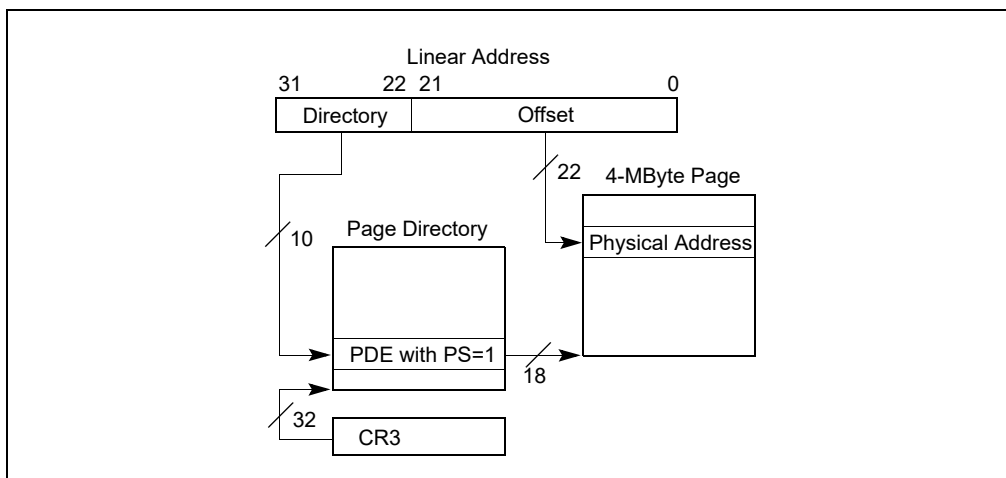 Linear Address
31 22 21 0
Directory Offset
22
4-MByte Page
10
Page Directory
Physical Address
PDE with PS=1
18
32
CR3